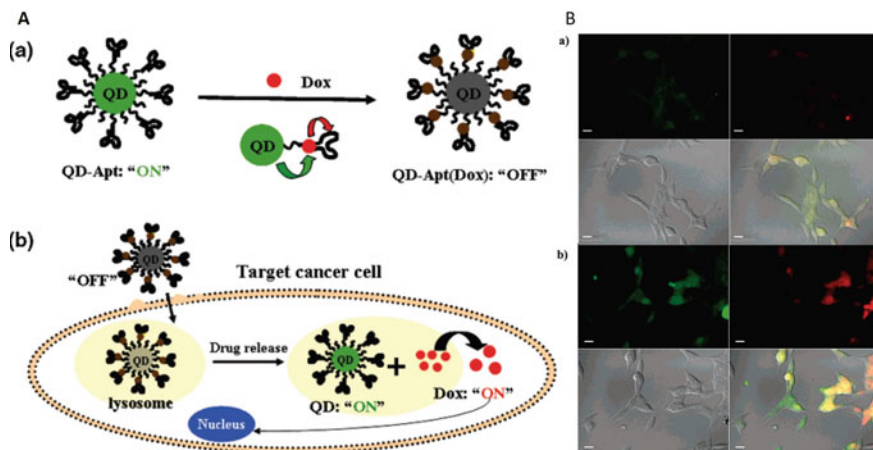 A
(a)
QD
Dox
QD
QD
QD-Apt: "ON"
QD-Apt(Dox): "OFF"
(b)
QD
"OFF"
Target cancer cell
QD
Drug release
QD
+
lysosome
QD: "ON"
Dox: "ON"
Nucleus
B
a)
b)